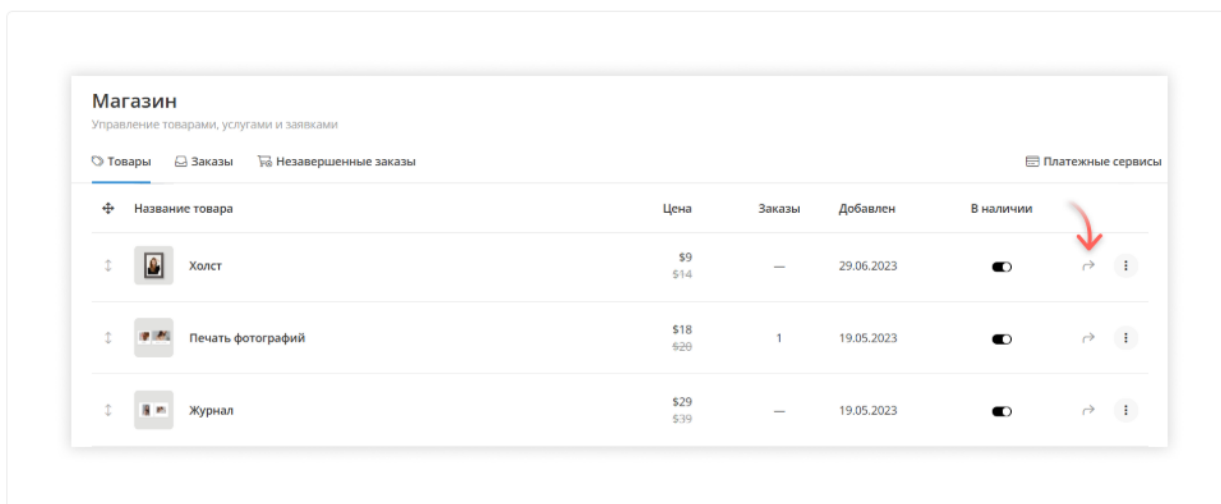 Магазин
Управление товарами, услугами и заявками
Товары Заказы Незавершенные заказы Платежные сервисы
Название товара Цена Заказы Добавлен В наличии
Холст $9 — 29.06.2023
$14
Печать фотографий $18 1 19.05.2023
$20
Журнал $29 — 19.05.2023
$39